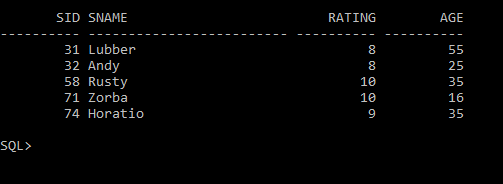 SID SNAME RATING AGE
---------- ------------------------- ---------- ----------
31 Lubber 8 55
32 Andy 8 25
58 Rusty 10 35
71 Zorba 10 16
74 Horatio 9 35
SQL>